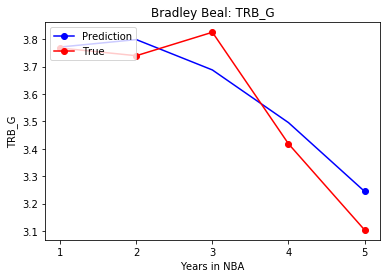 Bradley Beal: TRB_G
Prediction
True
3.8
3.7
3.6
3.5
3.4
3.3
3.2
3.1
TRB_G
1 2 3 4 5
Years in NBA